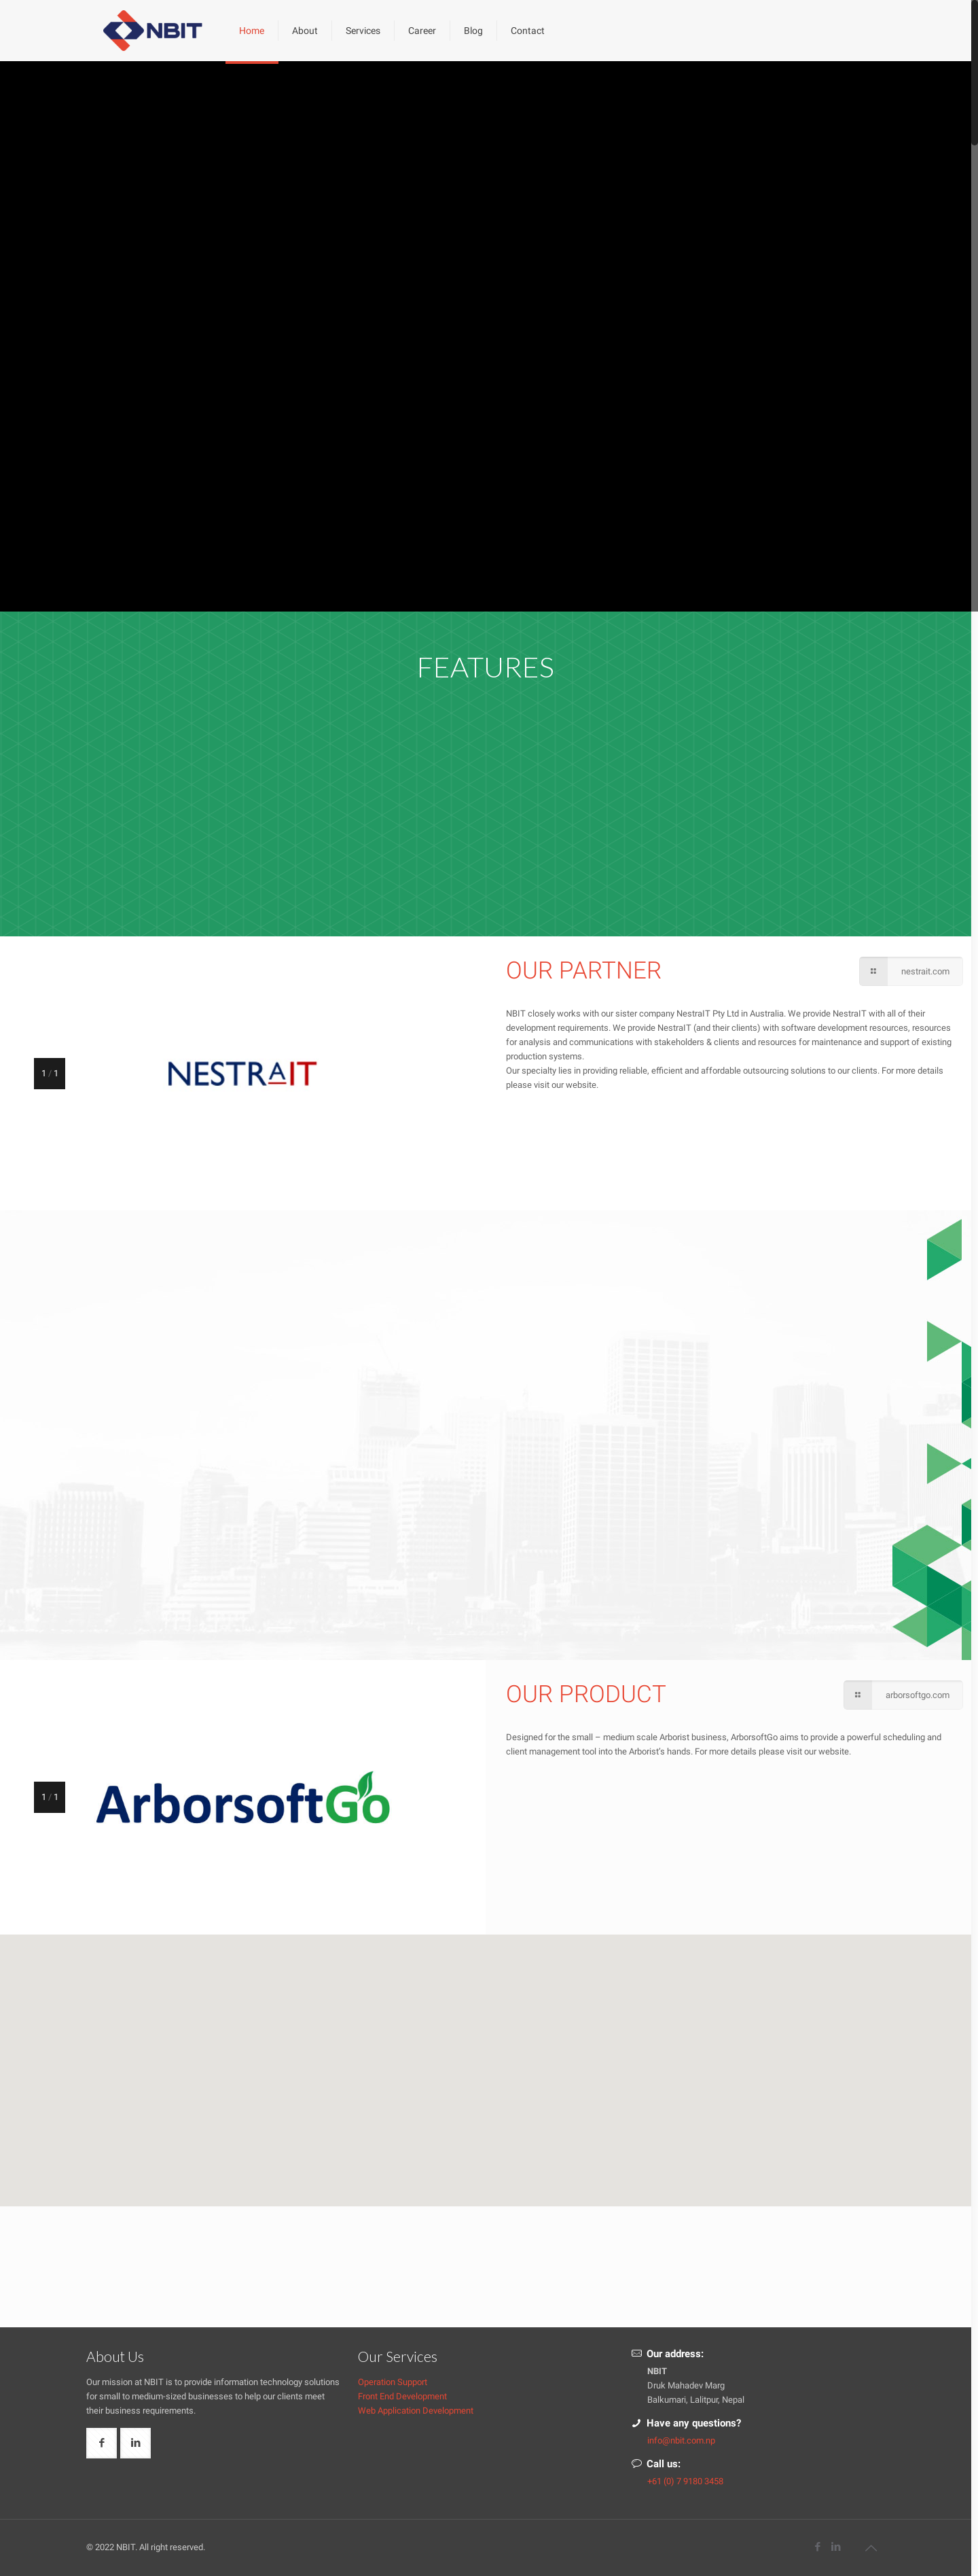 NBIT
Home
About
Services
Career
Blog
Contact
FEATURES
1 / 1
NESTRAIT
OUR PARTNER
nestrait.com
NBIT closely works with our sister company NestraIT Pty Ltd in Australia. We provide NestraIT with all of their
development requirements. We provide NestraIT (and their clients) with software development resources, resources
for analysis and communications with stakeholders & clients and resources for maintenance and support of existing
production systems.
Our specialty lies in providing reliable, efficient and affordable outsourcing solutions to our clients. For more details
please visit our website.
1 / 1
ArborsoftGo
OUR PRODUCT
arborsoftgo.com
Designed for the small – medium scale Arborist business, ArborsoftGo aims to provide a powerful scheduling and
client management tool into the Arborist's hands. For more details please visit our website.
About Us
Our mission at NBIT is to provide information technology solutions
for small to medium-sized businesses to help our clients meet
their business requirements.
Our Services
Operation Support
Front End Development
Web Application Development
Our address:
NBIT
Druk Mahadev Marg
Balkumari, Lalitpur, Nepal
Have any questions?
info@nbit.com.np
Call us:
+61 (0) 7 9180 3458
© 2022 NBIT. All right reserved.